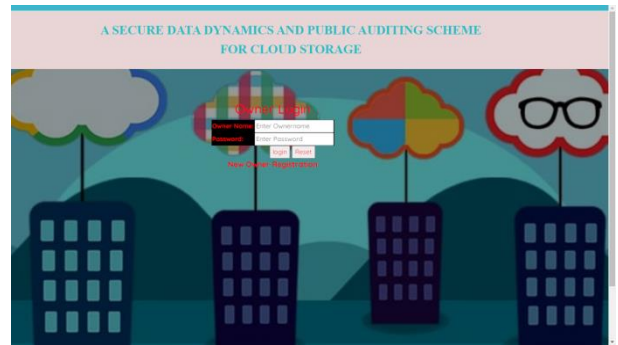 A SECURE DATA DYNAMICS AND PUBLIC AUDITING SCHEME
FOR CLOUD STORAGE
Owner Login
Owner Name: Enter Ownername
Password: Enter Password
login Reset
New Owner Registration